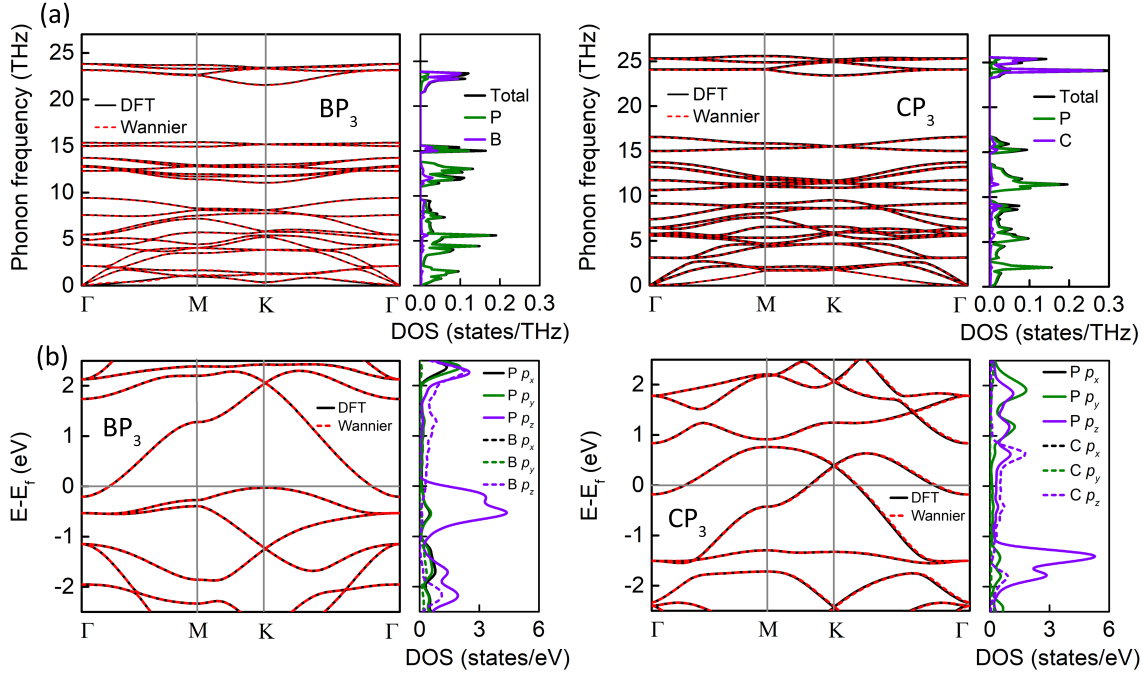 (a)
Phonon frequency (THz)
25
20
15
10
5
0
DFT
Wannier
BP3
Γ
M
K
Γ
Total
P
B
0.0
0.1
0.2
0.3
DOS (states/THz)
Phonon frequency (THz)
25
20
15
10
5
0
DFT
Wannier
CP3
Γ
M
K
Γ
Total
P
C
0.0
0.1
0.2
0.3
DOS (states/THz)
(b)
E-Ef (eV)
2
1
0
-1
-2
BP3
DFT
Wannier
Γ
M
K
Γ
P px
P py
P pz
B px
B py
B pz
0
3
6
DOS (states/eV)
E-Ef (eV)
2
1
0
-1
-2
CP3
DFT
Wannier
Γ
M
K
Γ
P px
P py
P pz
C px
C py
C pz
0
3
6
DOS (states/eV)